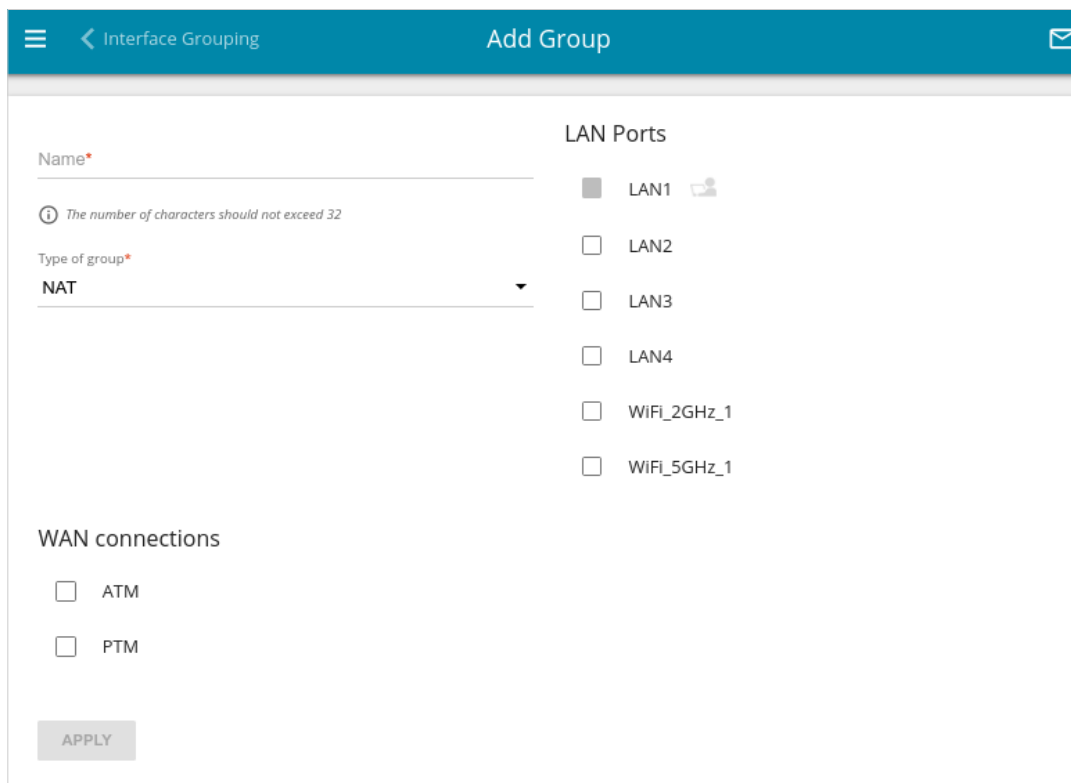 Interface Grouping
Add Group
Name*
The number of characters should not exceed 32
Type of group*
NAT
LAN Ports
LAN1
LAN2
LAN3
LAN4
WiFi_2GHz_1
WiFi_5GHz_1
WAN connections
ATM
PTM
APPLY